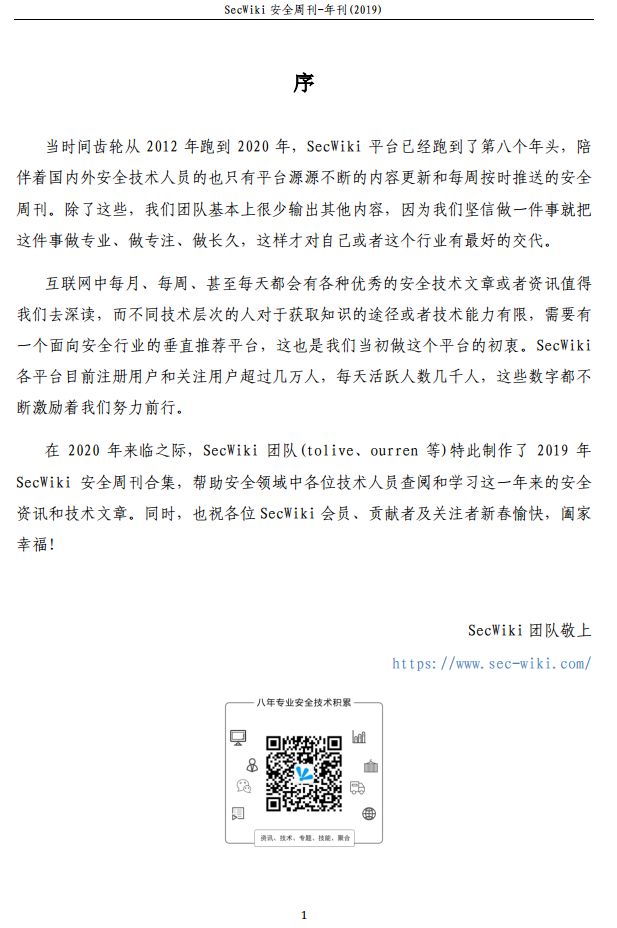 SecWiki 安全周刊-年刊(2019)
序
当时间齿轮从 2012 年跑到 2020 年，SecWiki 平台已经跑到了第八个年头，陪
伴着国内外安全技术人员的也只有平台源源不断的内容更新和每周按时推送的安全
周刊。除了这些，我们团队基本上很少输出其他内容，因为我们坚信做一件事就把
这件事做专业、做专注、做长久，这样才对自己或者这个行业有最好的交代。
互联网中每月、每周、甚至每天都会有各种优秀的安全技术文章或者资讯值得
我们去深读，而不同技术层次的人对于获取知识的途径或者技术能力有限，需要有
一个面向安全行业的垂直推荐平台，这也是我们当初做这个平台的初衷。SecWiki
各平台目前注册用户和关注用户超过几万人，每天活跃人数几千人，这些数字都不
断激励着我们努力前行。
在 2020 年来临之际，SecWiki 团队(tolive、ourren 等)特此制作了 2019 年
SecWiki 安全周刊合集，帮助安全领域中各位技术人员查阅和学习这一年来的安全
资讯和技术文章。同时，也祝各位 SecWiki 会员、贡献者及关注者新春愉快，阖家
幸福！
SecWiki 团队敬上
https://www.sec-wiki.com/
八年专业安全技术积累
资讯、技术、专题、技能、聚合
1